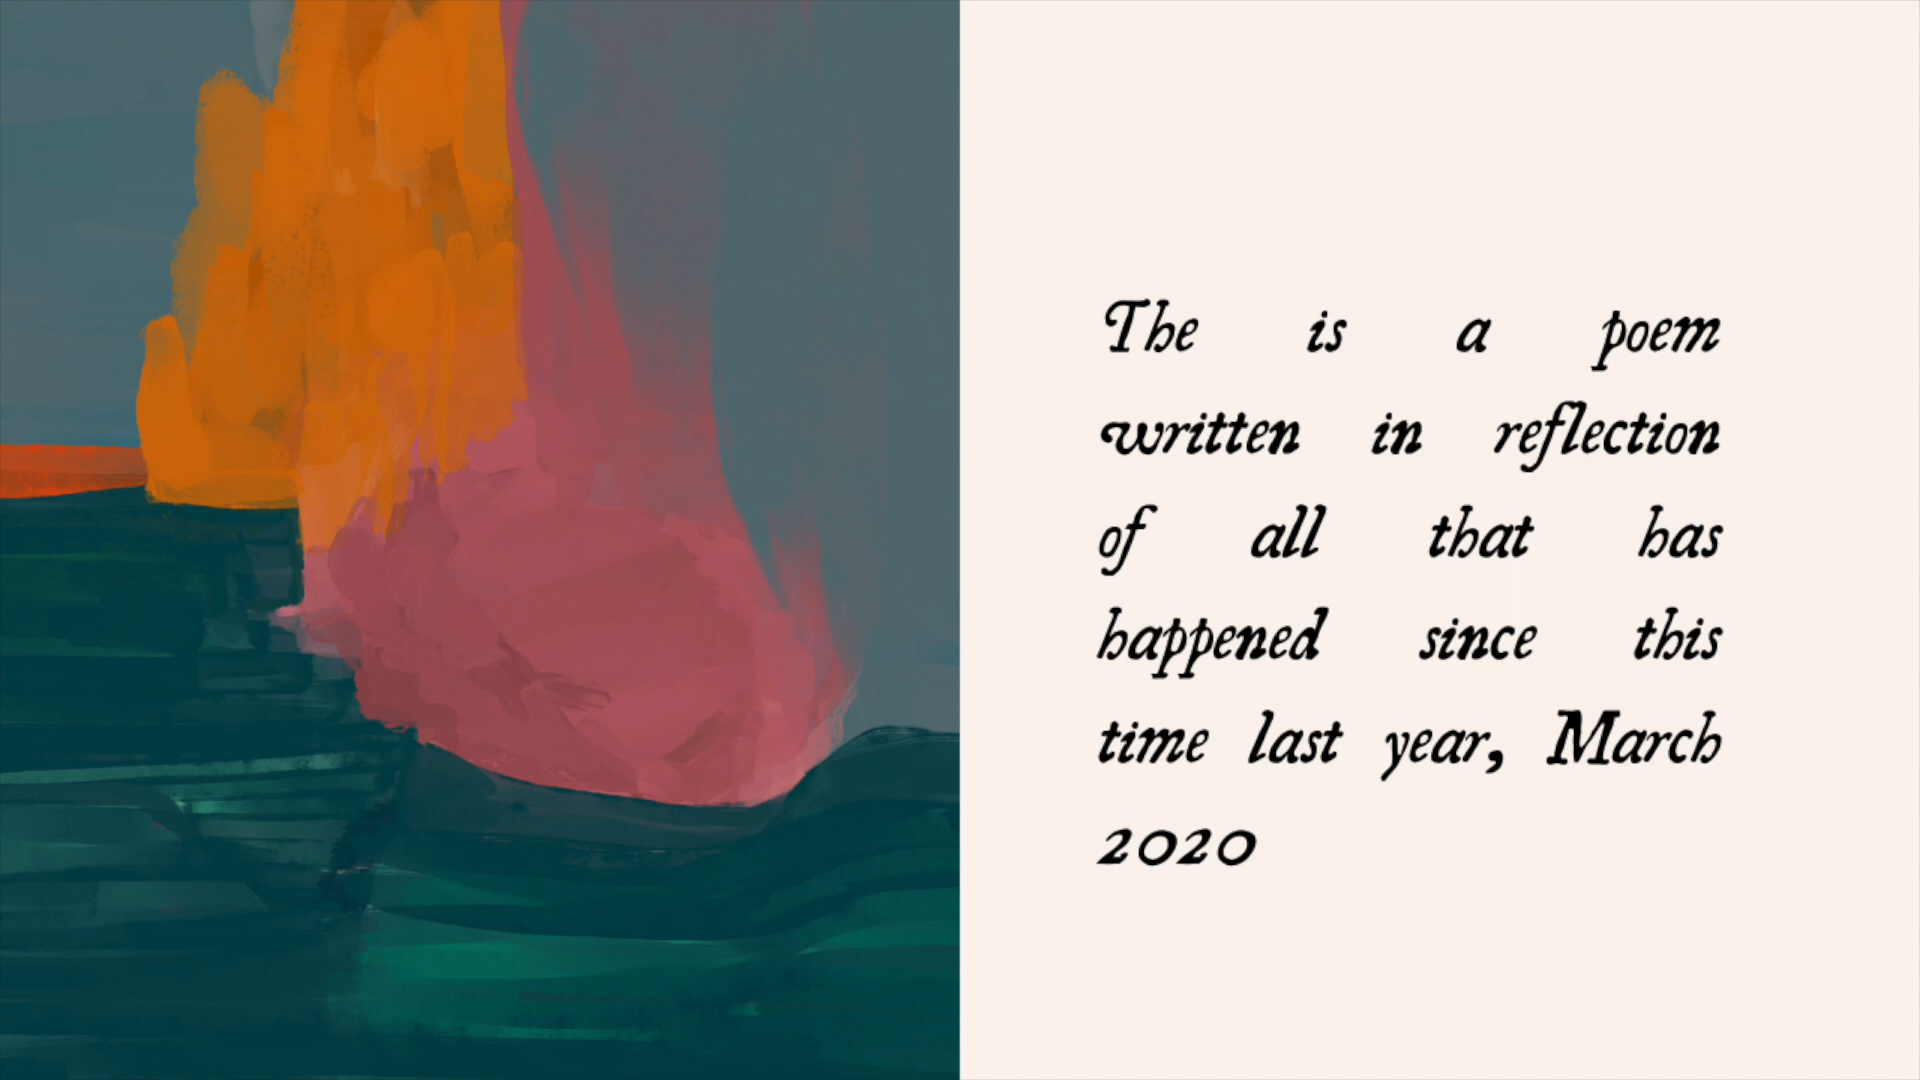 The is a poem
written in reflection
of all that has
happened since this
time last year, March
2020